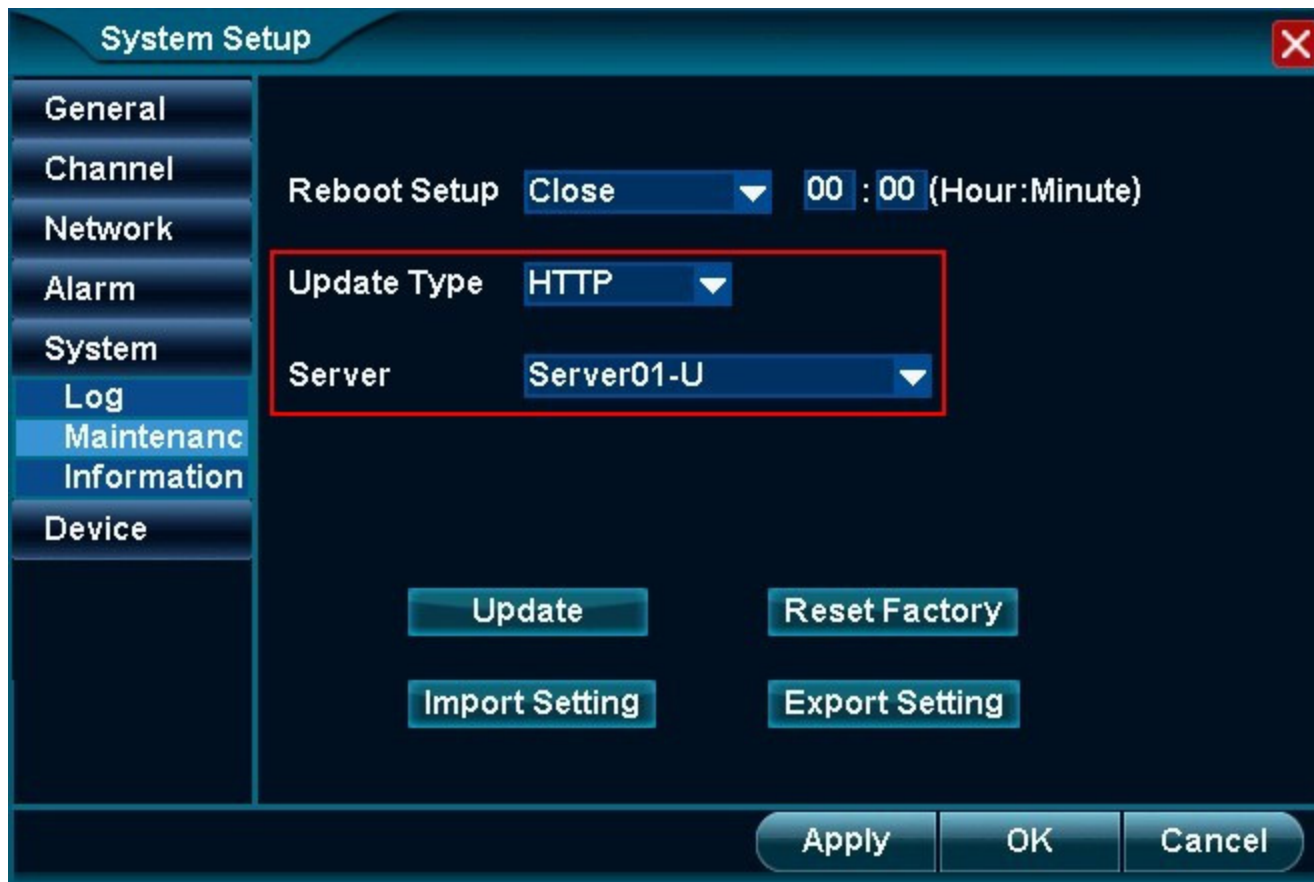 System Setup
General
Channel
Network
Alarm
System
Log
Maintenanc
Information
Device
Reboot Setup Close 00 : 00 (Hour:Minute)
Update Type HTTP
Server Server01-U
Update Reset Factory
Import Setting Export Setting
Apply OK Cancel